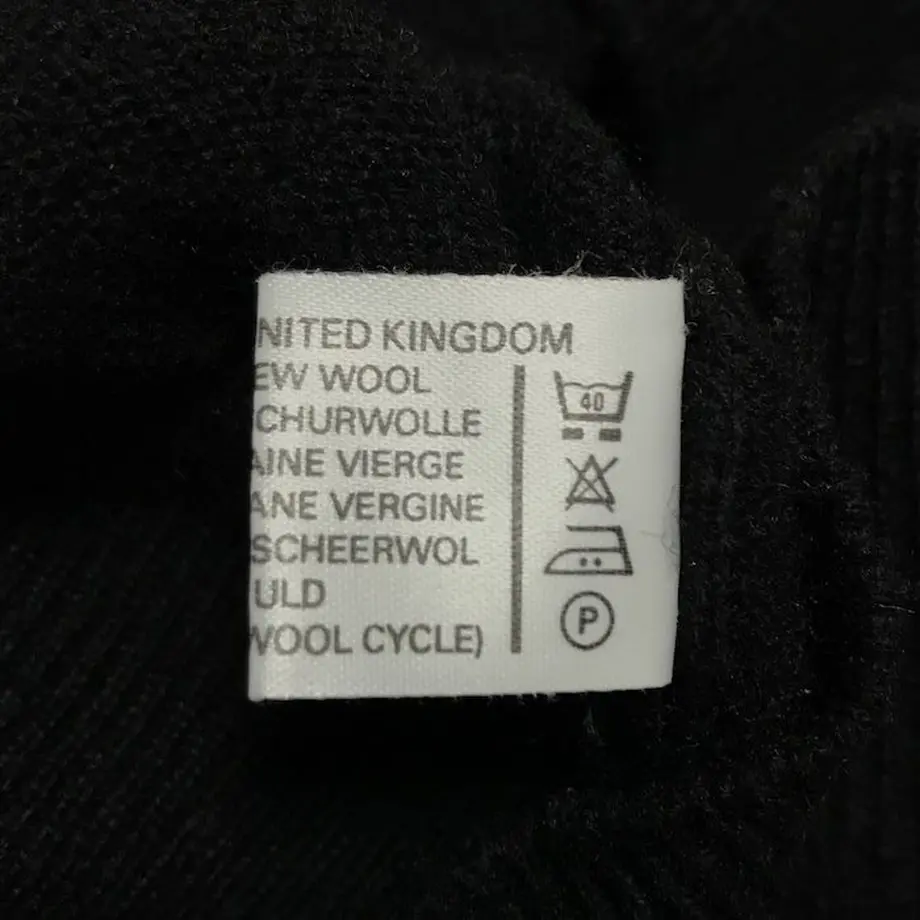 NITED KINGDOM
EW WOOL
CHURWOLLE
AINE VIERGE
ANE VERGINE
SCHEERWOL
ULD
WOOL CYCLE)
40
P